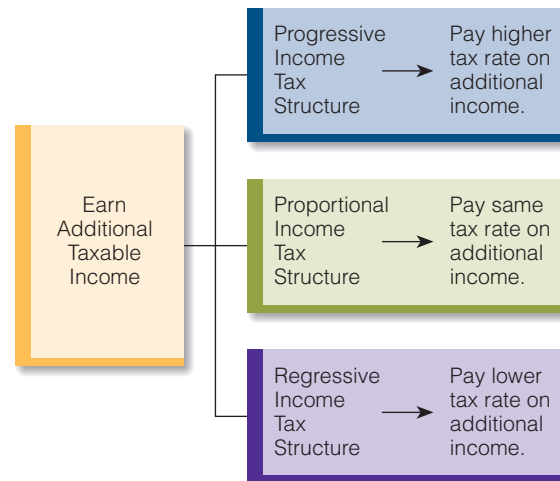 Earn
Additional
Taxable
Income
Progressive
Income
Tax
Structure
Pay higher
tax rate on
additional
income.
Proportional
Income
Tax
Structure
Pay same
tax rate on
additional
income.
Regressive
Income
Tax
Structure
Pay lower
tax rate on
additional
income.